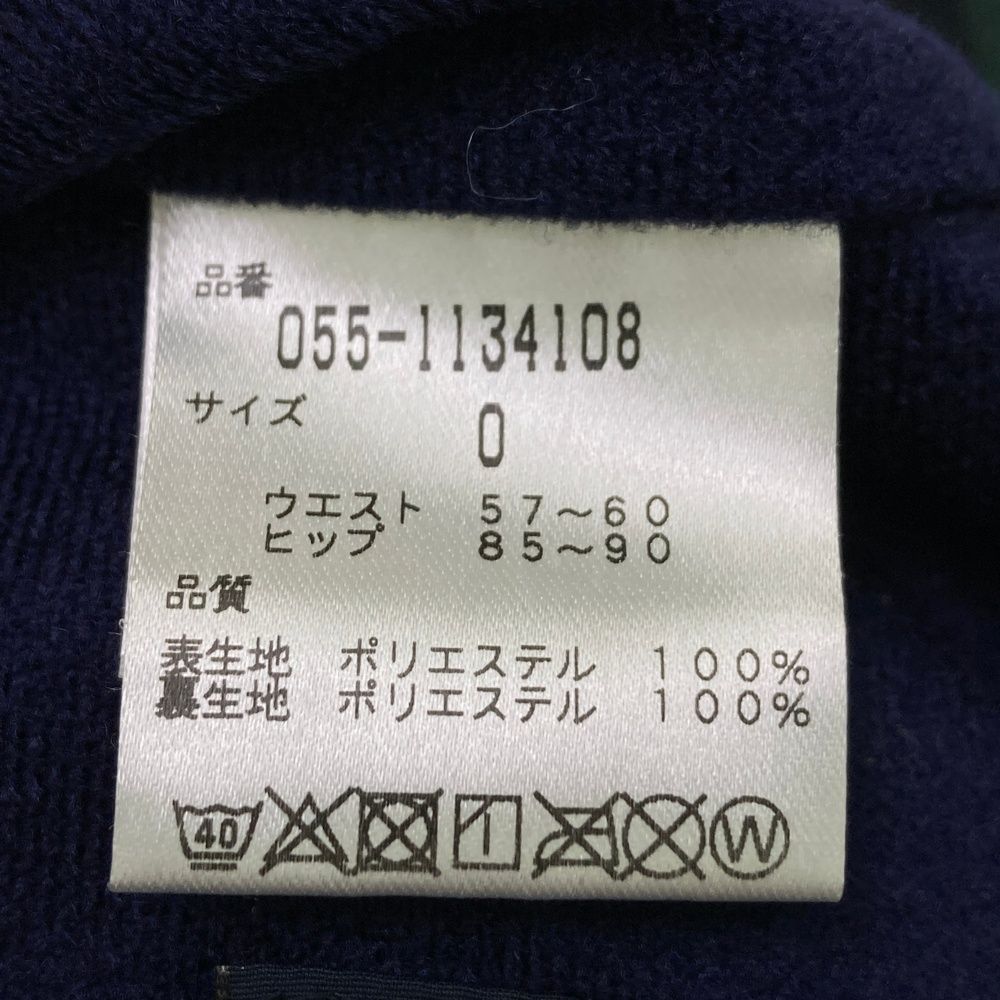 品番
055-1134108
サイズ
0
ウエスト 57～60
ヒップ 85～90
品質
表生地 ポリエステル 100%
裏生地 ポリエステル 100%
40
W